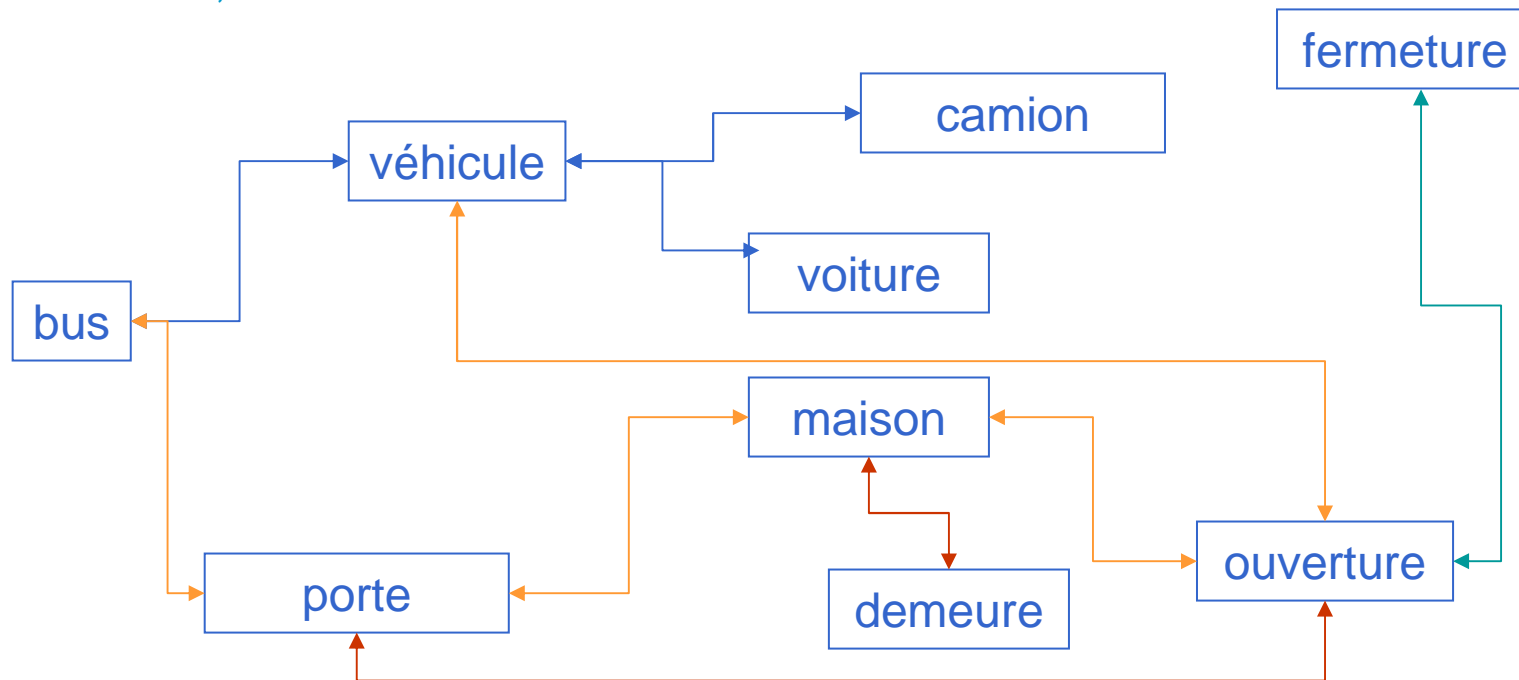 fermeture
camion
véhicule
voiture
bus
maison
ouverture
porte
demeure